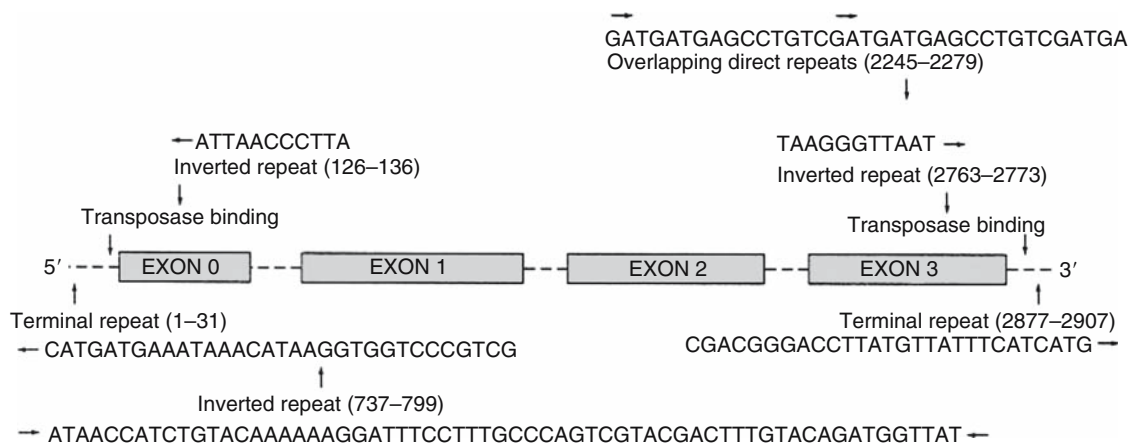 GATGATGAGCCTGTCGATGATGAGCCTGTCGATGA
Overlapping direct repeats (2245–2279)
ATTAACCCTTA
Inverted repeat (126–136)
TAAGGGTTAAT
Inverted repeat (2763–2773)
Transposase binding
Transposase binding
5′ EXON 0 EXON 1 EXON 2 EXON 3 3′
Terminal repeat (1–31)
CATGATGAAATAAACATAAGGTGGTCCCGTCG
Terminal repeat (2877–2907)
CGACGGGACCTTATGTTATTTCATCATG
Inverted repeat (737–799)
ATAACCATCTGTACAAAAAAGGATTTCCTTTGCCCAGTCGTACGACTTTGTACAGATGGTTAT